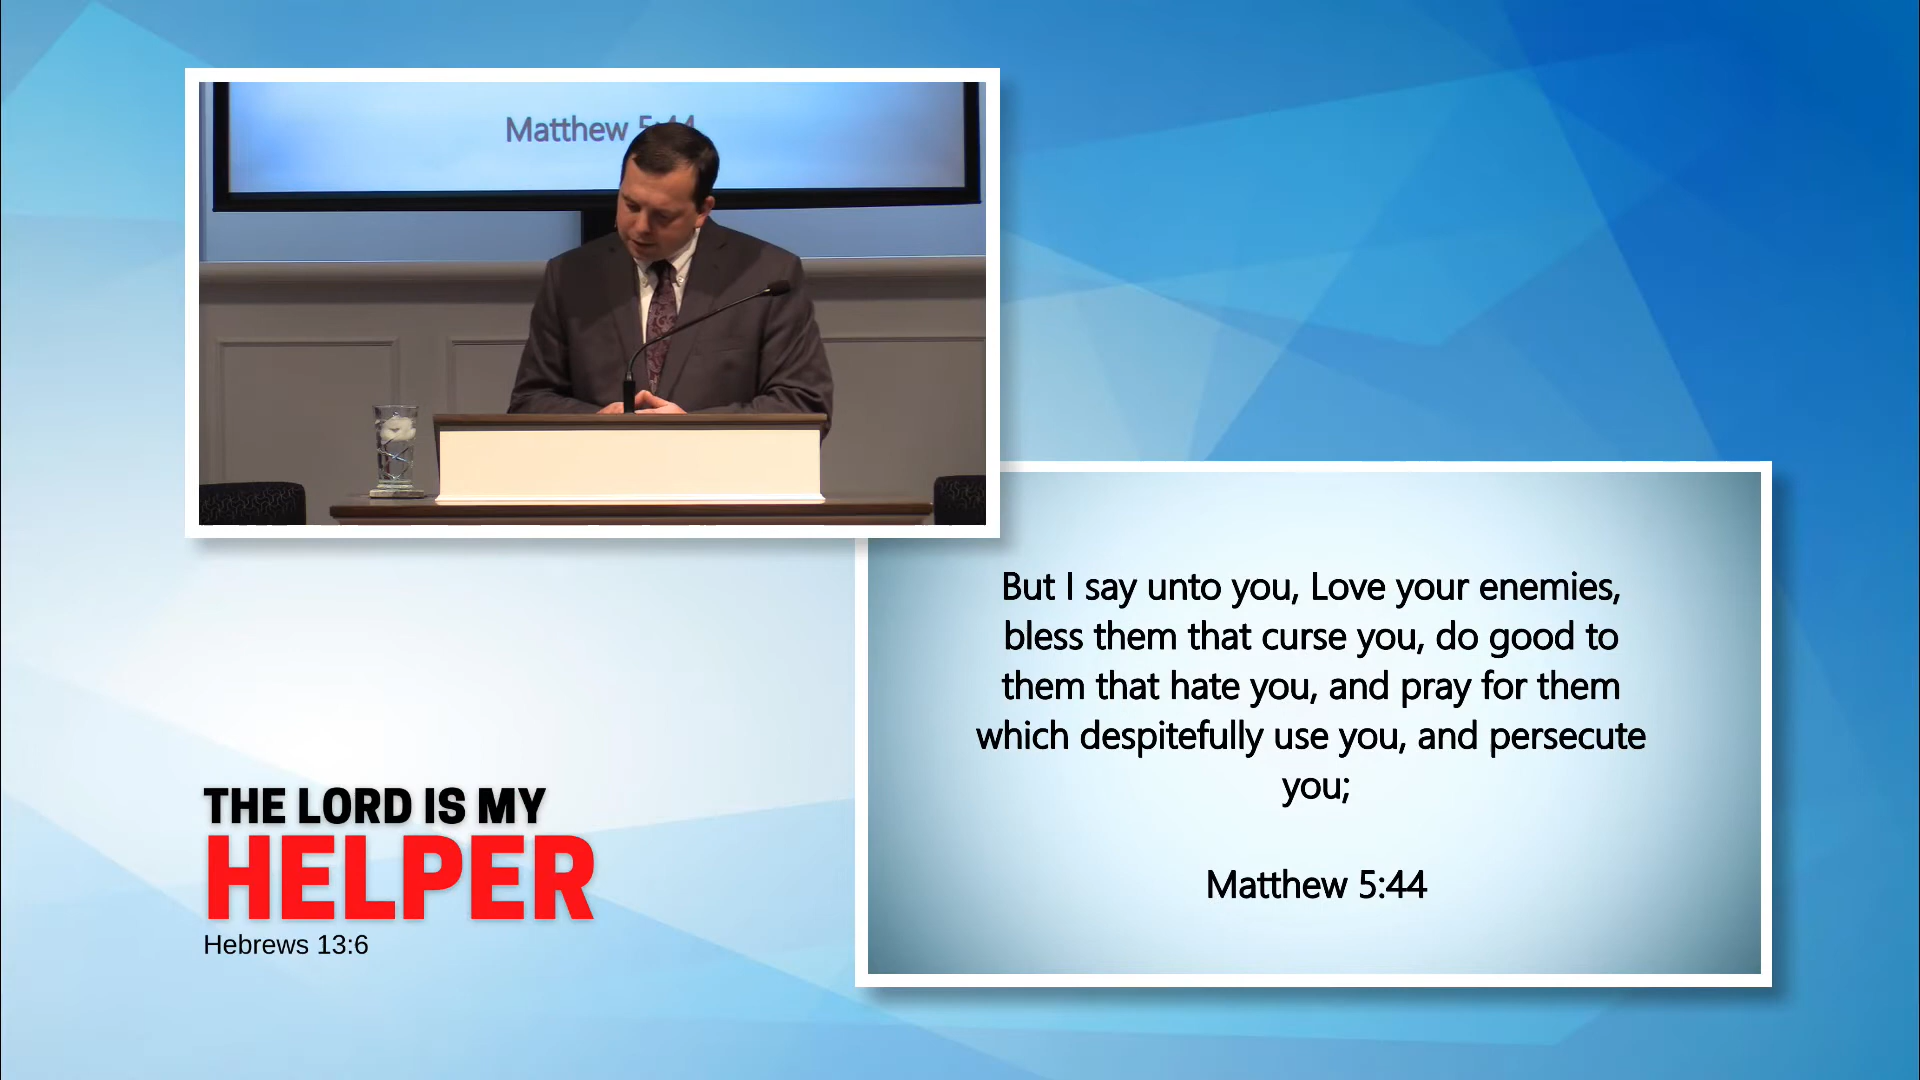 Matthew 5:44
But I say unto you, Love your enemies,
bless them that curse you, do good to
them that hate you, and pray for them
which despitefully use you, and persecute
you;
Matthew 5:44
THE LORD IS MY
HELPER
Hebrews 13:6